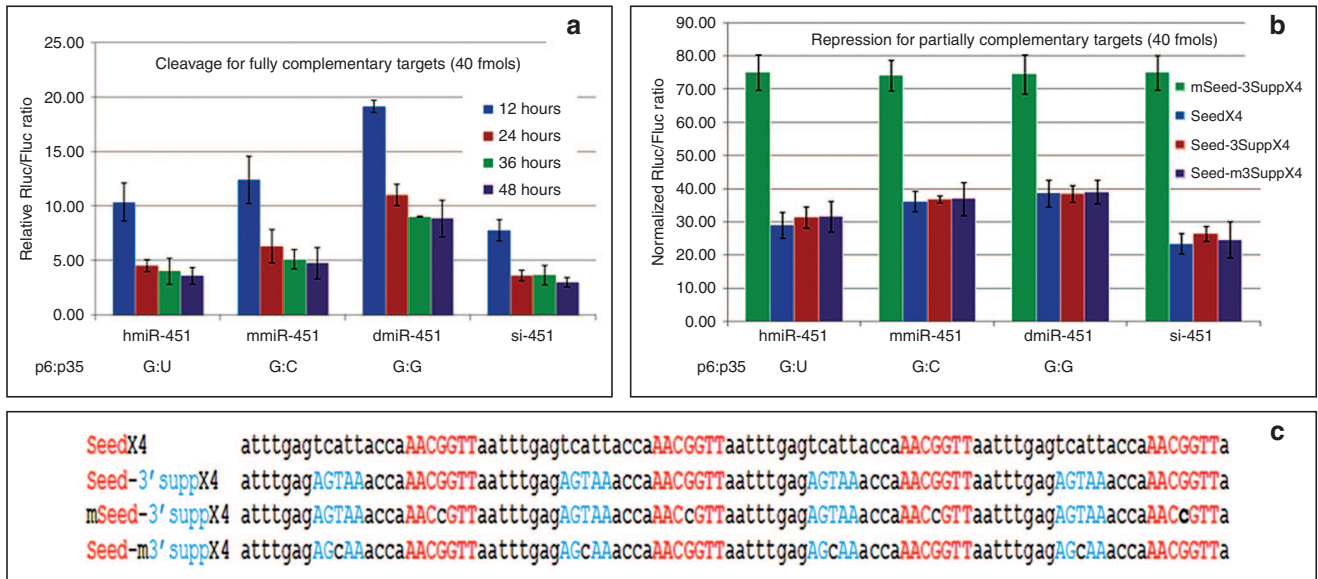 a
Cleavage for fully complementary targets (40 fmols)
Relative Rluc/Fluc ratio
25.00
20.00
15.00
10.00
5.00
0.00
12 hours
24 hours
36 hours
48 hours
hmiR-451 mmiR-451 dmiR-451 si-451
p6:p35 G:U G:C G:G
b
Repression for partially complementary targets (40 fmols)
Normalized Rluc/Fluc ratio
90.00
80.00
70.00
60.00
50.00
40.00
30.00
20.00
10.00
0.00
mSeed-3SuppX4
SeedX4
Seed-3SuppX4
Seed-m3SuppX4
hmiR-451 mmiR-451 dmiR-451 si-451
p6:p35 G:U G:C G:G
c
SeedX4 atttgagtcattaccaAACGGTTaatttgagtcattaccaAACGGTTaatttgagtcattaccaAACGGTTaatttgagtcattaccaAACGGTTa
Seed-3'suppX4 atttgagAGTAAaccaAACGGTTaatttgagAGTAAaccaAACGGTTaatttgagAGTAAaccaAACGGTTaatttgagAGTAAaccaAACGGTTa
mSeed-3'suppX4 atttgagAGTAAaccaAACcGTTaatttgagAGTAAaccaAACcGTTaatttgagAGTAAaccaAACcGTTaatttgagAGTAAaccaAACcGTTa
Seed-m3'suppX4 atttgagAGcAAaccaAACGGTTaatttgagAGcAAaccaAACGGTTaatttgagAGcAAaccaAACGGTTaatttgagAGcAAaccaAACGGTTa